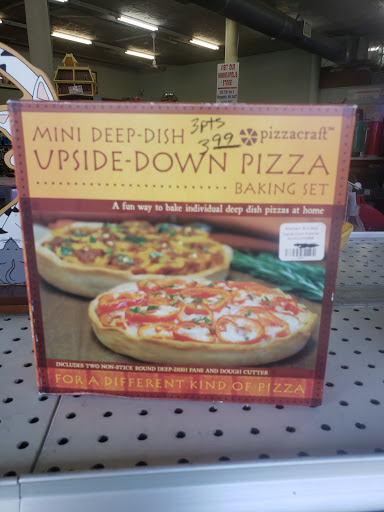 MINI DEEP-DISH
3pts
3 99
pizzacraft™
UPSIDE-DOWN PIZZA
BAKING SET
A fun way to bake individual deep dish pizzas at home
INCLUDES TWO NON-STICK ROUND DEEP-DISH PANS AND DOUGH CUTTER
FOR A DIFFERENT KIND OF PIZZA